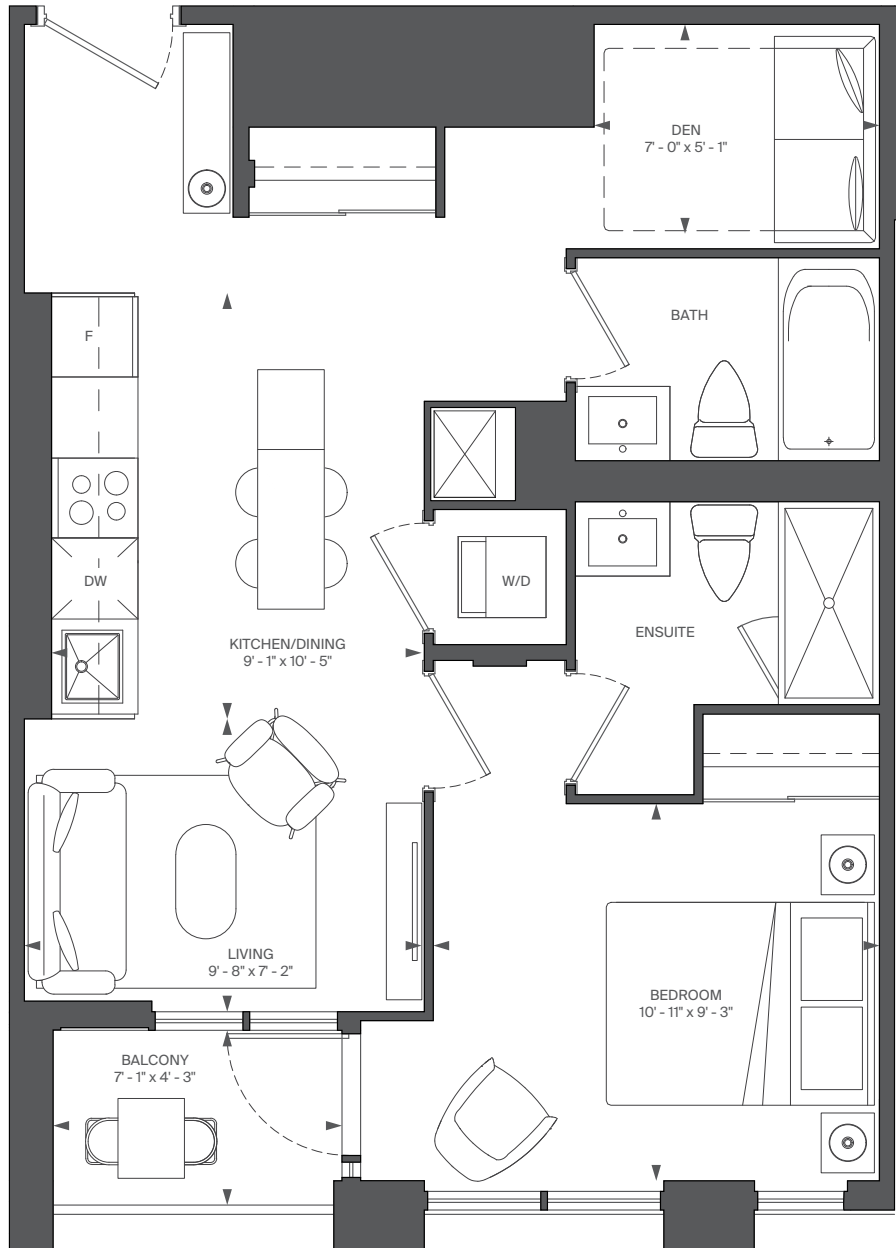 DEN
7' - 0" x 5' - 1"
BATH
F
DW
W/D
KITCHEN/DINING
9' - 1" x 10' - 5"
ENSUITE
LIVING
9' - 8" x 7' - 2"
BEDROOM
10' - 11" x 9' - 3"
BALCONY
7' - 1" x 4' - 3"